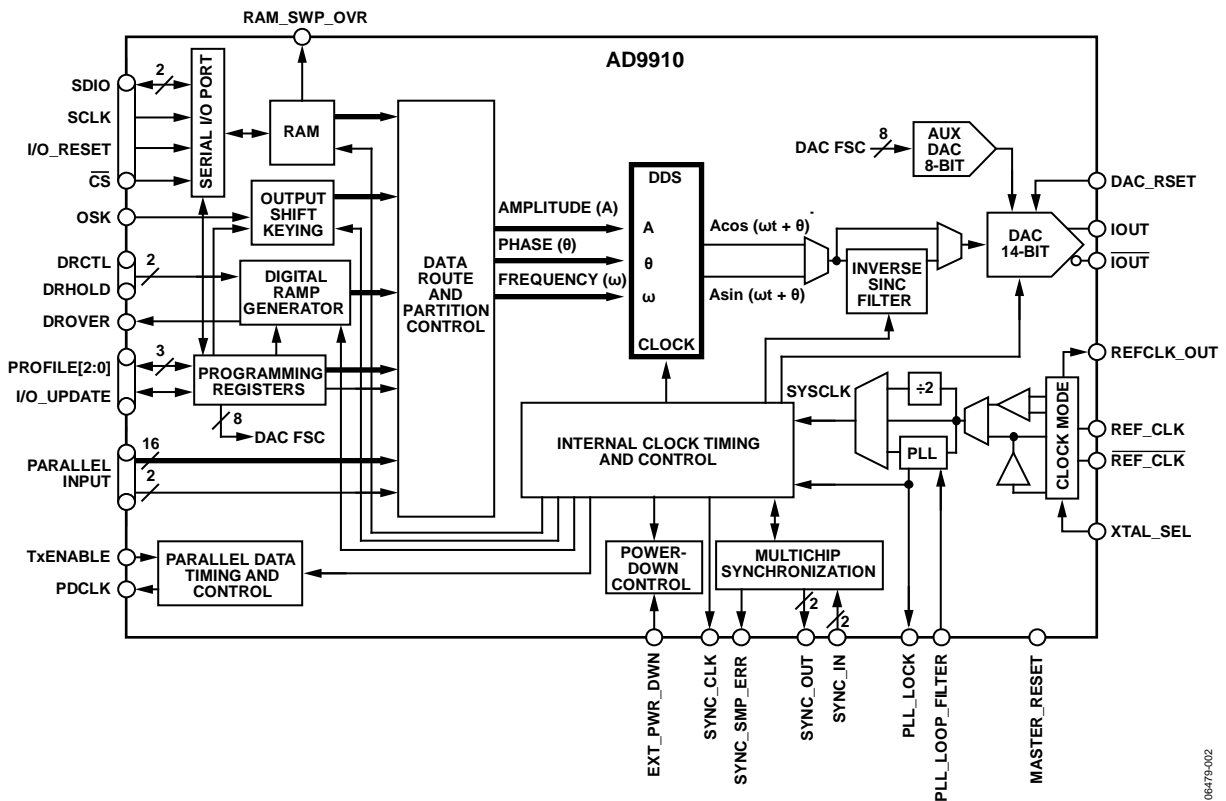 RAM_SWP_OVR
AD9910
SDIO
2
SCLK
I/O_RESET
CS
OSK
DRCTL
2
DRHOLD
DROVER
PROFILE[2:0]
3
I/O_UPDATE
PARALLEL
INPUT
16
2
TxENABLE
PDCLK
SERIAL I/O PORT
RAM
OUTPUT
SHIFT
KEYING
DIGITAL
RAMP
GENERATOR
PROGRAMMING
REGISTERS
8
DAC FSC
PARALLEL DATA
TIMING AND
CONTROL
DATA
ROUTE
AND
PARTITION
CONTROL
AMPLITUDE (A)
PHASE (θ)
FREQUENCY (ω)
DDS
A
θ
ω
CLOCK
Acos (ωt + θ)
Asin (ωt + θ)
INVERSE
SINC
FILTER
DAC FSC
8
AUX
DAC
8-BIT
DAC
14-BIT
DAC_RSET
IOUT
IOUT
REFCLK_OUT
REF_CLK
REF_CLK
XTAL_SEL
CLOCK MODE
SYSCLK
÷2
PLL
INTERNAL CLOCK TIMING
AND CONTROL
POWER-
DOWN
CONTROL
MULTICHIP
SYNCHRONIZATION
2
2
EXT_PWR_DWN
SYNC_CLK
SYNC_SMP_ERR
SYNC_OUT
SYNC_IN
PLL_LOCK
PLL_LOOP_FILTER
MASTER_RESET
06479-002